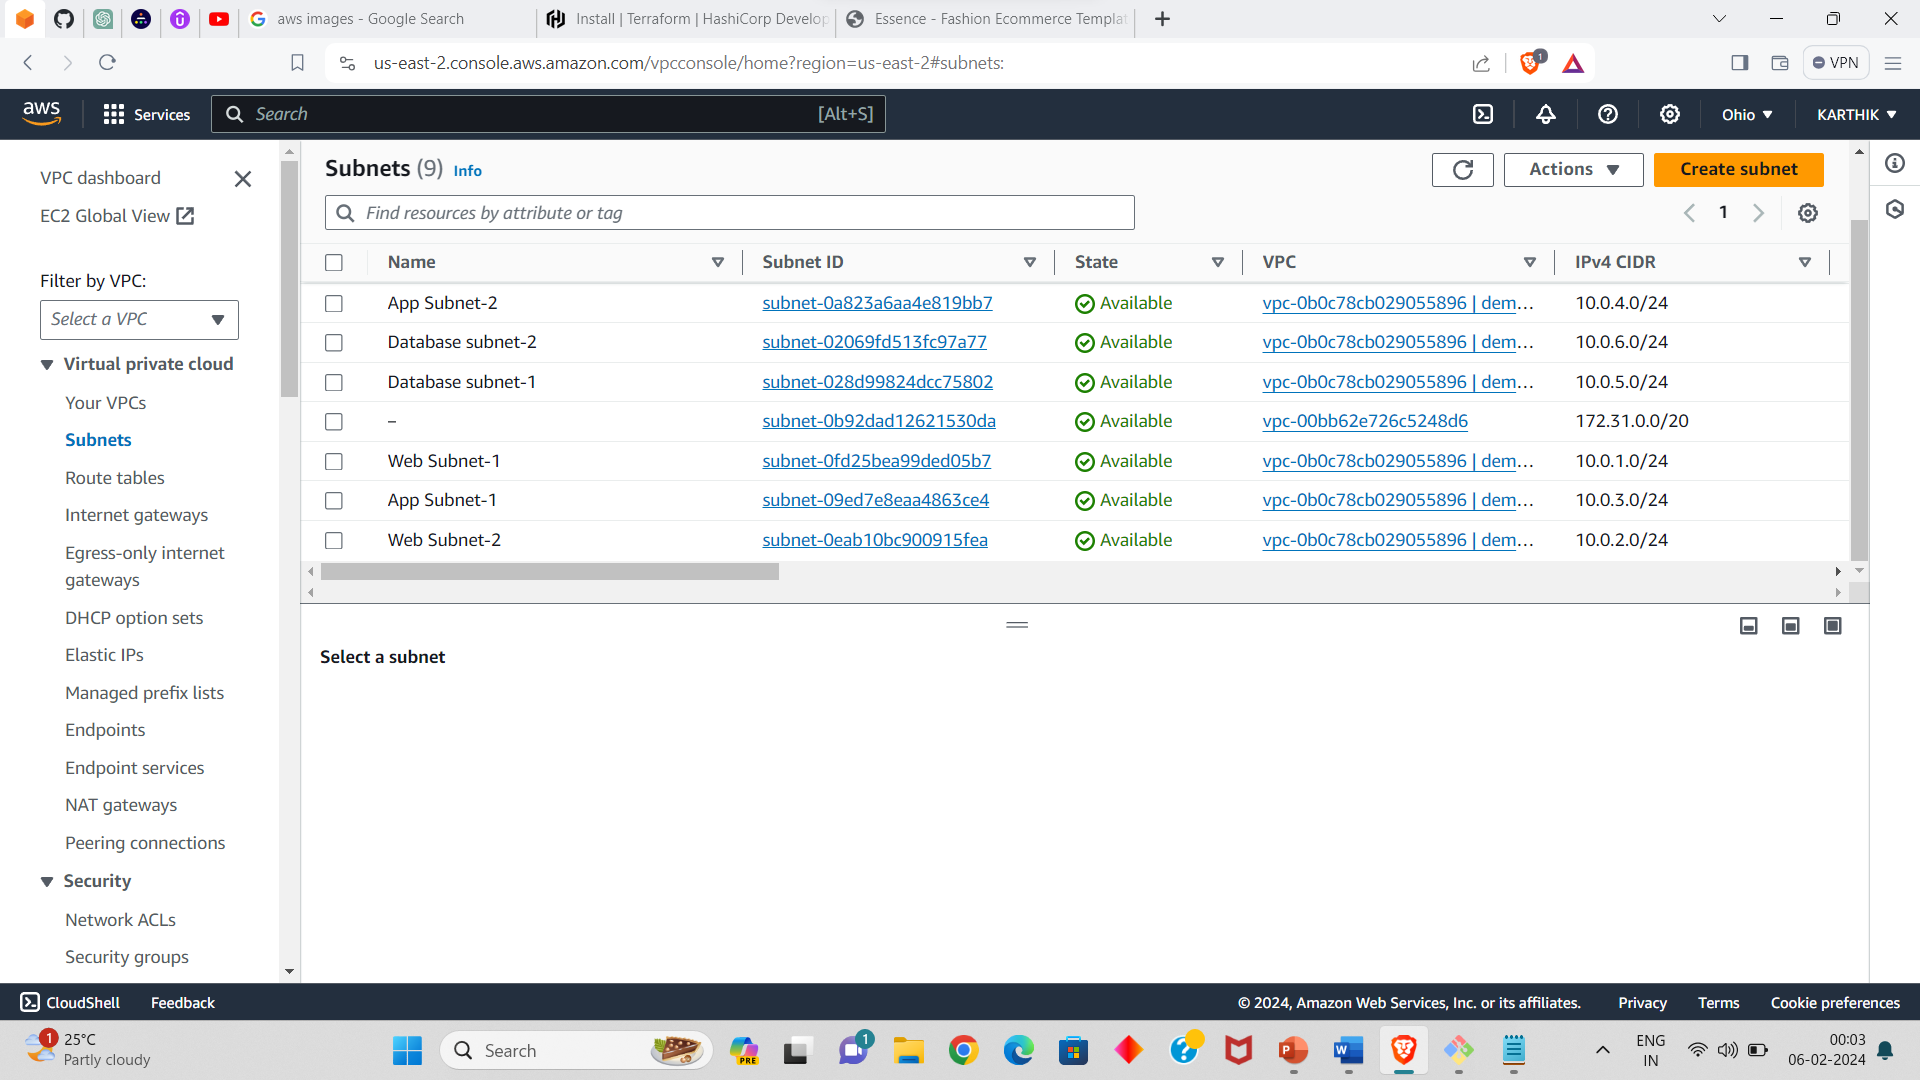 aws images - Google Search
Install | Terraform | HashiCorp Develop
Essence - Fashion Ecommerce Templat
us-east-2.console.aws.amazon.com/vpcconsole/home?region=us-east-2#subnets:
1
VPN
aws
Services
Search
[Alt+S]
Ohio
KARTHIK
VPC dashboard
EC2 Global View
Filter by VPC:
Select a VPC
Virtual private cloud
Your VPCs
Subnets
Route tables
Internet gateways
Egress-only internet
gateways
DHCP option sets
Elastic IPs
Managed prefix lists
Endpoints
Endpoint services
NAT gateways
Peering connections
Security
Network ACLs
Security groups
Subnets (9) Info
Actions
Create subnet
Find resources by attribute or tag
1
Name Subnet ID State VPC IPv4 CIDR
App Subnet-2 subnet-0a823a6aa4e819bb7 Available vpc-0b0c78cb029055896 | dem... 10.0.4.0/24
Database subnet-2 subnet-02069fd513fc97a77 Available vpc-0b0c78cb029055896 | dem... 10.0.6.0/24
Database subnet-1 subnet-028d99824dcc75802 Available vpc-0b0c78cb029055896 | dem... 10.0.5.0/24
– subnet-0b92dad12621530da Available vpc-00bb62e726c5248d6 172.31.0.0/20
Web Subnet-1 subnet-0fd25bea99ded05b7 Available vpc-0b0c78cb029055896 | dem... 10.0.1.0/24
App Subnet-1 subnet-09ed7e8eaa4863ce4 Available vpc-0b0c78cb029055896 | dem... 10.0.3.0/24
Web Subnet-2 subnet-0eab10bc900915fea Available vpc-0b0c78cb029055896 | dem... 10.0.2.0/24
Select a subnet
CloudShell
Feedback
© 2024, Amazon Web Services, Inc. or its affiliates.
Privacy
Terms
Cookie preferences
1
25°C
Partly cloudy
Search
PRE
1
ENG
IN
00:03
06-02-2024